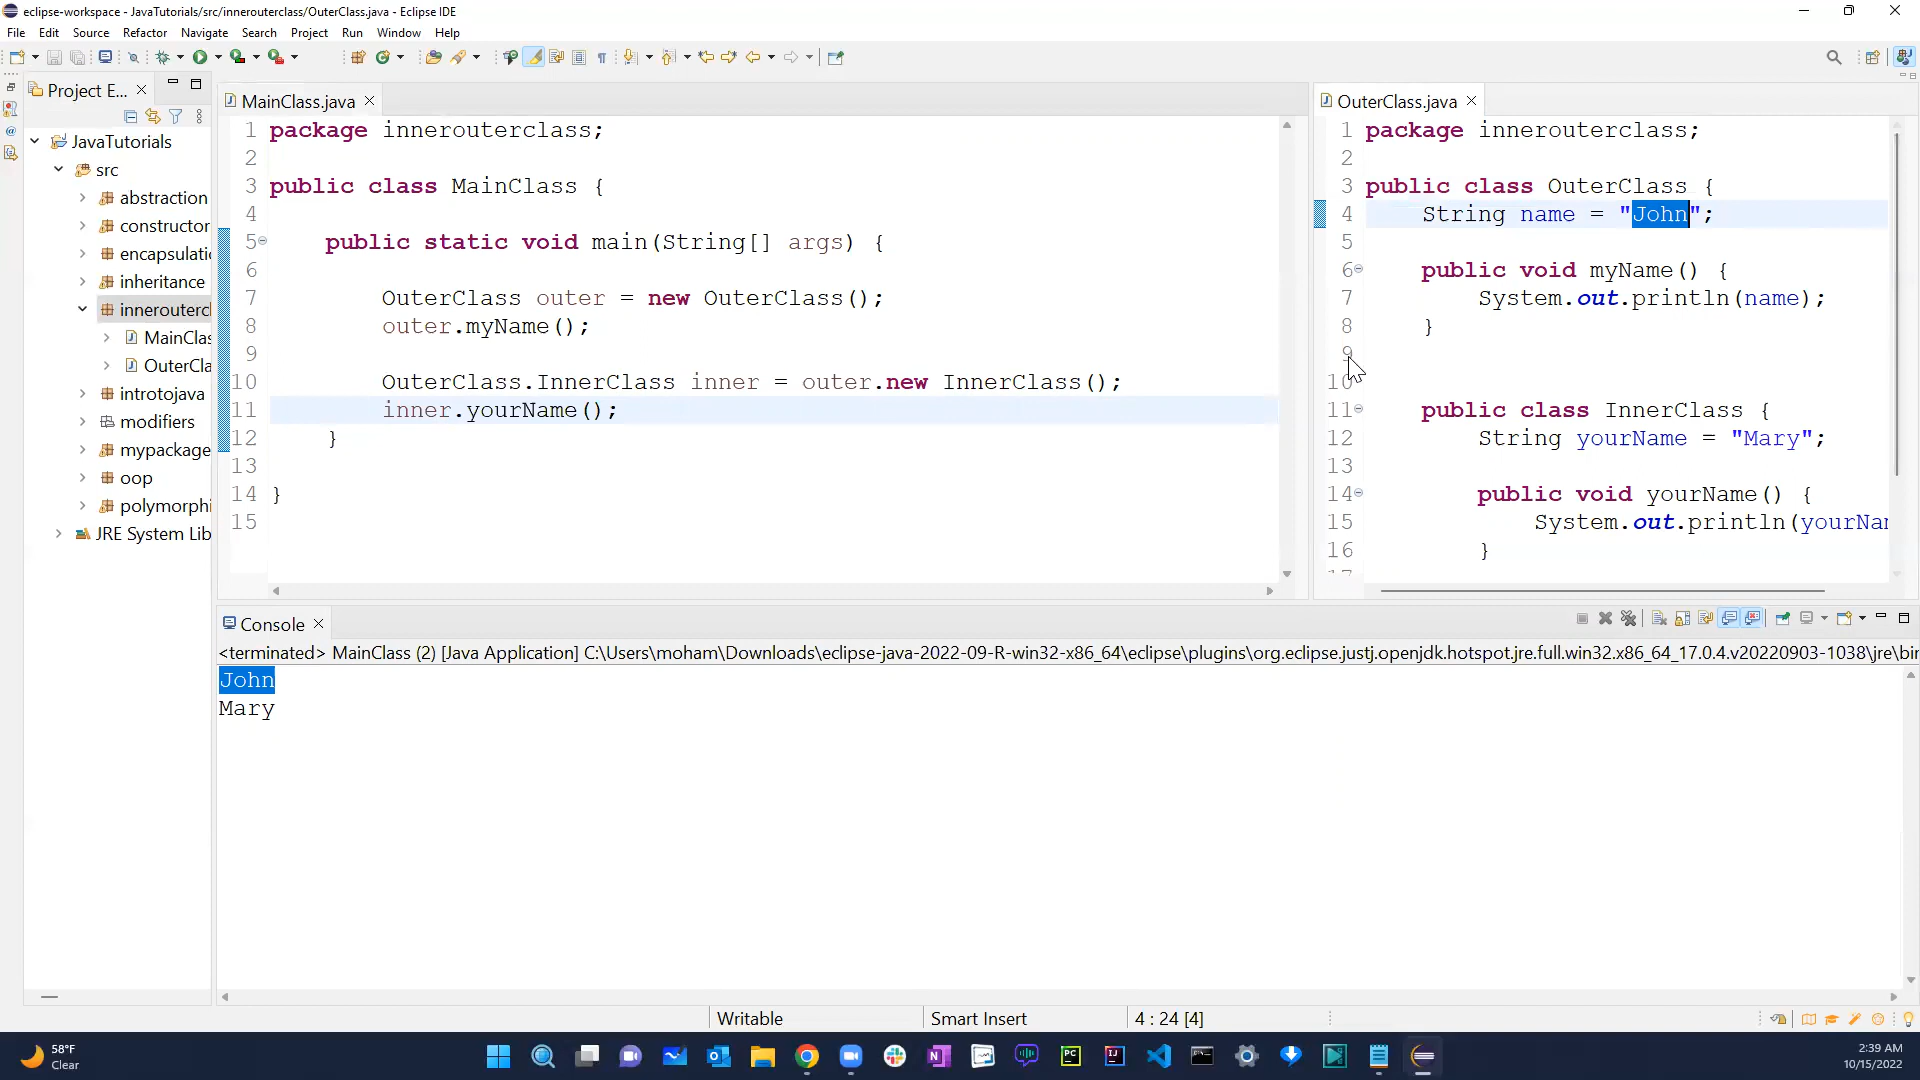 eclipse-workspace - JavaTutorials/src/innerouterclass/OuterClass.java - Eclipse IDE
File Edit Source Refactor Navigate Search Project Run Window Help
Project E...
JavaTutorials
src
abstraction
constructor
encapsulati
inheritance
innerouterc
MainClas
OuterCla
introtojava
modifiers
mypackage
oop
polymorphi
JRE System Lib
MainClass.java
1 package innerouterclass;
2
3 public class MainClass {
4
5 public static void main(String[] args) {
6
7 OuterClass outer = new OuterClass();
8 outer.myName();
9
10 OuterClass.InnerClass inner = outer.new InnerClass();
11 inner.yourName();
12 }
13
14 }
15
OuterClass.java
1 package innerouterclass;
2
3 public class OuterClass {
4 String name = "John";
5
6 public void myName() {
7 System.out.println(name);
8 }
9
10
11 public class InnerClass {
12 String yourName = "Mary";
13
14 public void yourName() {
15 System.out.println(yourNa
16 }
Console
<terminated> MainClass (2) [Java Application] C:\Users\moham\Downloads\eclipse-java-2022-09-R-win32-x86_64\eclipse\plugins\org.eclipse.justj.openjdk.hotspot.jre.full.win32.x86_64_17.0.4.v20220903-1038\jre\bin
John
Mary
Writable Smart Insert 4 : 24 [4]
58°F
Clear
2:39 AM
10/15/2022